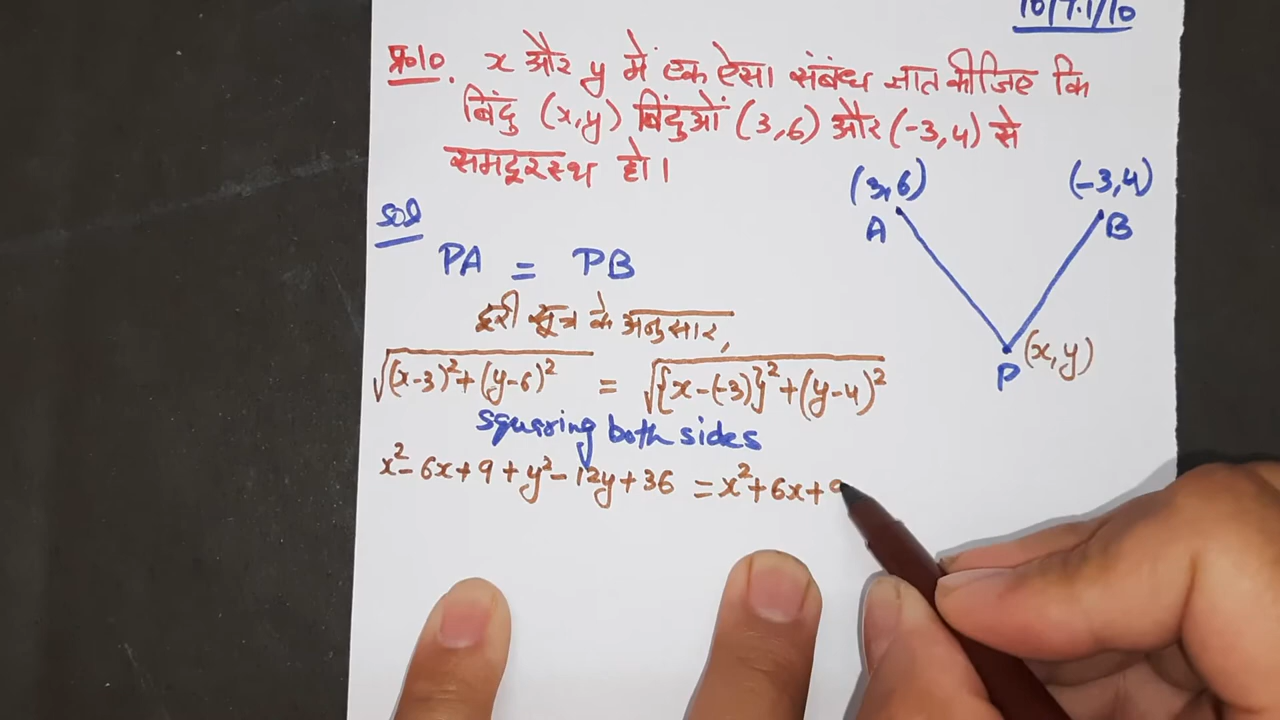 10/7.1/10
प्र०10. x और y में एक ऐसा संबंध ज्ञात कीजिए कि
बिंदु (x,y) बिंदुओं (3,6) और (-3,4) से
समदूरस्थ हो।
(3,6) (-3,4)
A B
Sol
PA = PB
दूरी सूत्र के अनुसार,
√(x-3)²+(y-6)² = √{x-(-3)}²+(y-4)²
(x,y)
P
squaring both sides
x²-6x+9+y²-12y+36 = x²+6x+9